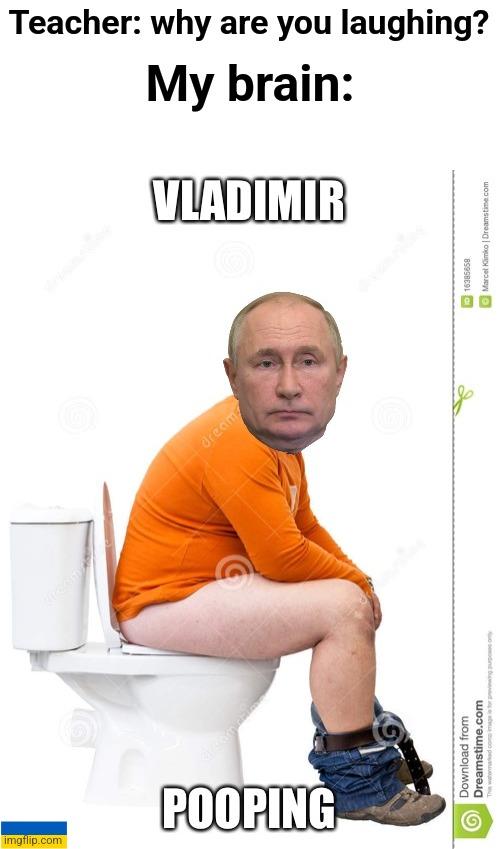 Teacher: why are you laughing?
My brain:
VLADIMIR
POOPING
16385658
Marcel Klimko | Dreamstime.com
Download from
Dreamstime.com
This watermarked comp image is for previewing purposes only.
imgflip.com